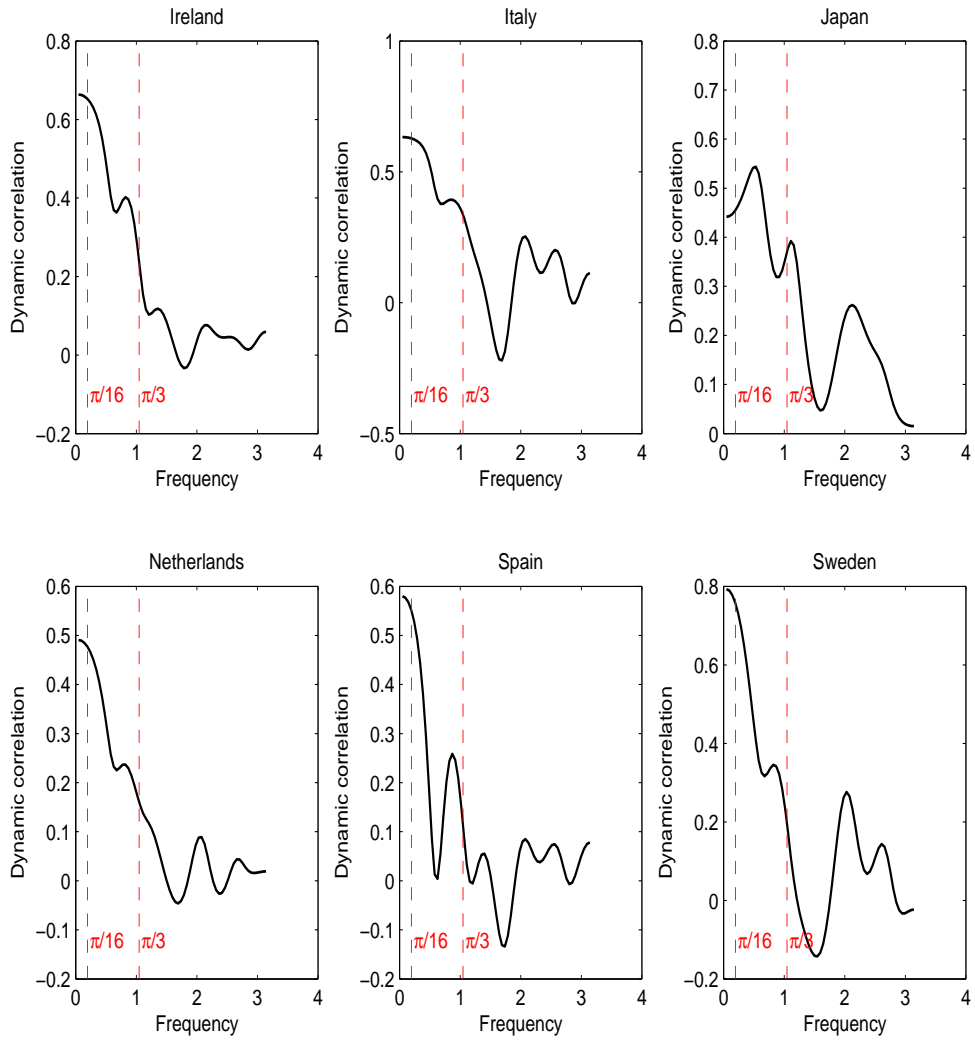 Ireland
Dynamic correlation
0.8
0.6
0.4
0.2
0
−0.2
π/16
π/3
0 1 2 3 4
Frequency
Italy
Dynamic correlation
1
0.5
0
−0.5
π/16
π/3
0 1 2 3 4
Frequency
Japan
Dynamic correlation
0.8
0.7
0.6
0.5
0.4
0.3
0.2
0.1
0
π/16
π/3
0 1 2 3 4
Frequency
Netherlands
Dynamic correlation
0.6
0.5
0.4
0.3
0.2
0.1
0
−0.1
−0.2
π/16
π/3
0 1 2 3 4
Frequency
Spain
Dynamic correlation
0.6
0.5
0.4
0.3
0.2
0.1
0
−0.1
−0.2
π/16
π/3
0 1 2 3 4
Frequency
Sweden
Dynamic correlation
0.8
0.6
0.4
0.2
0
−0.2
π/16
π/3
0 1 2 3 4
Frequency